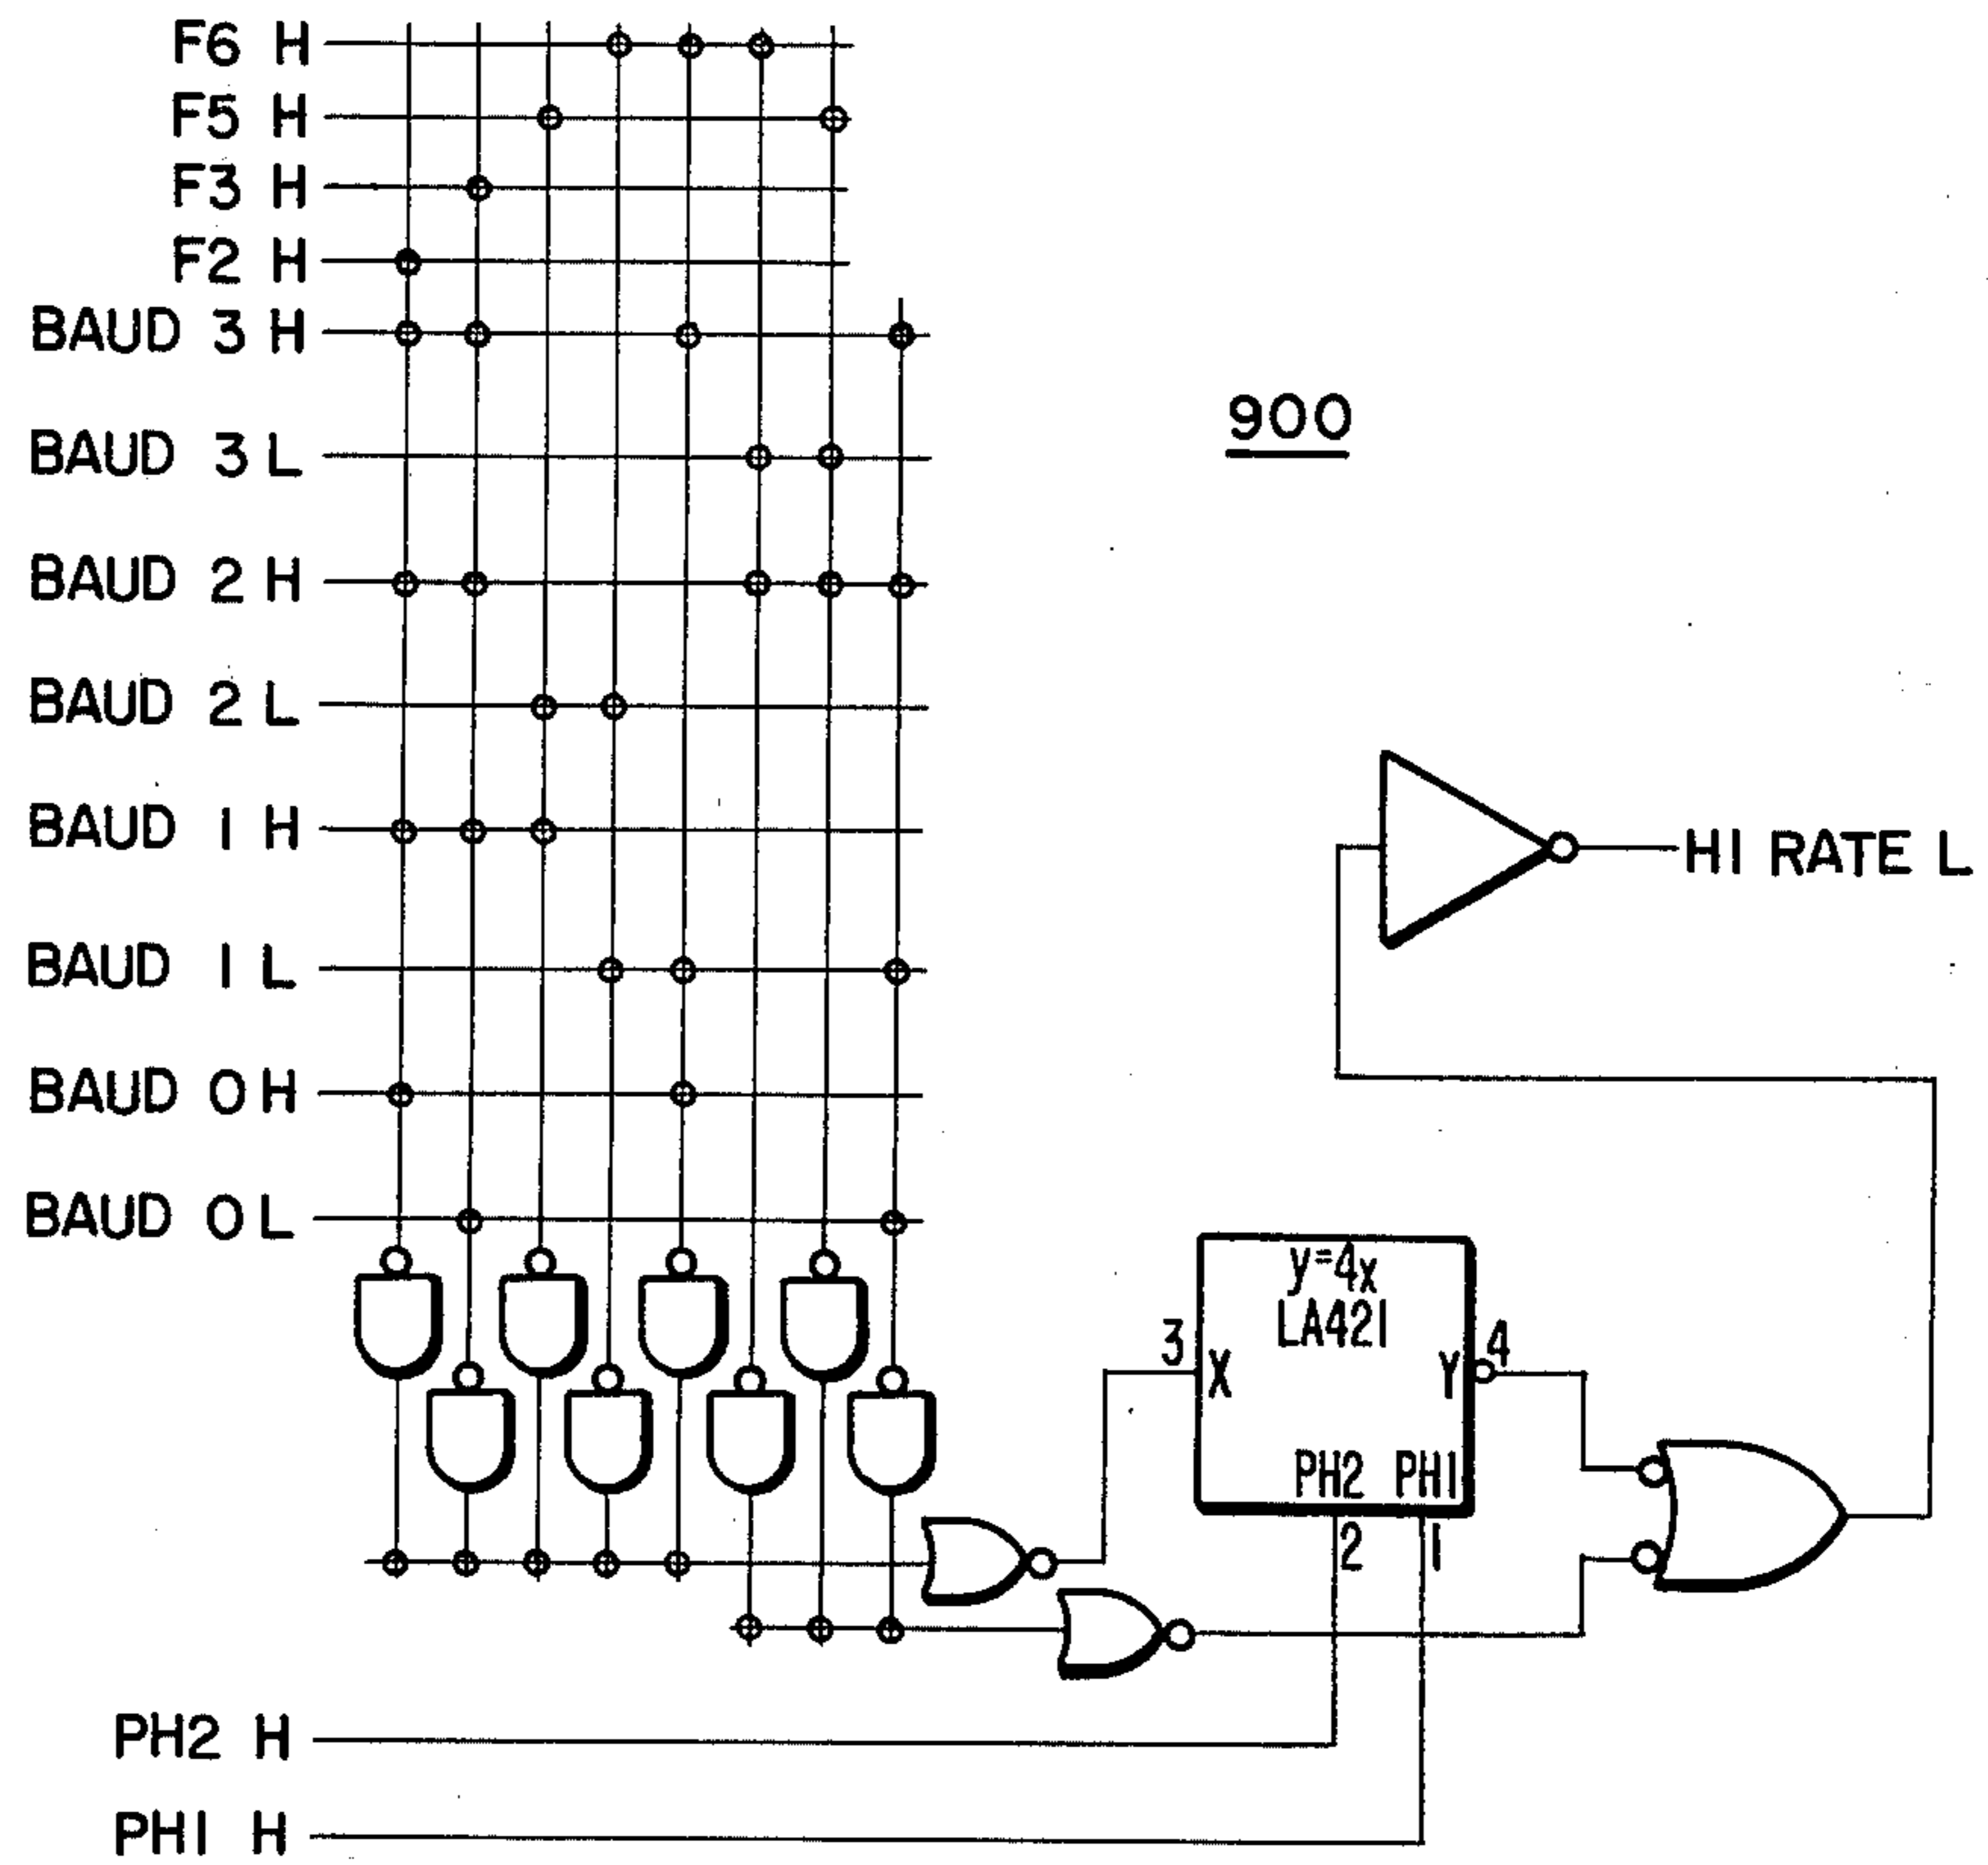 F6 H
F5 H
F3 H
F2 H
BAUD 3 H
900
BAUD 3 L
BAUD 2 H
BAUD 2 L
BAUD 1 H
HI RATE L
BAUD 1 L
BAUD 0 H
BAUD 0 L
y=4x
LA421
3 X Y 4
PH2 PH1
2 1
PH2 H
PH1 H